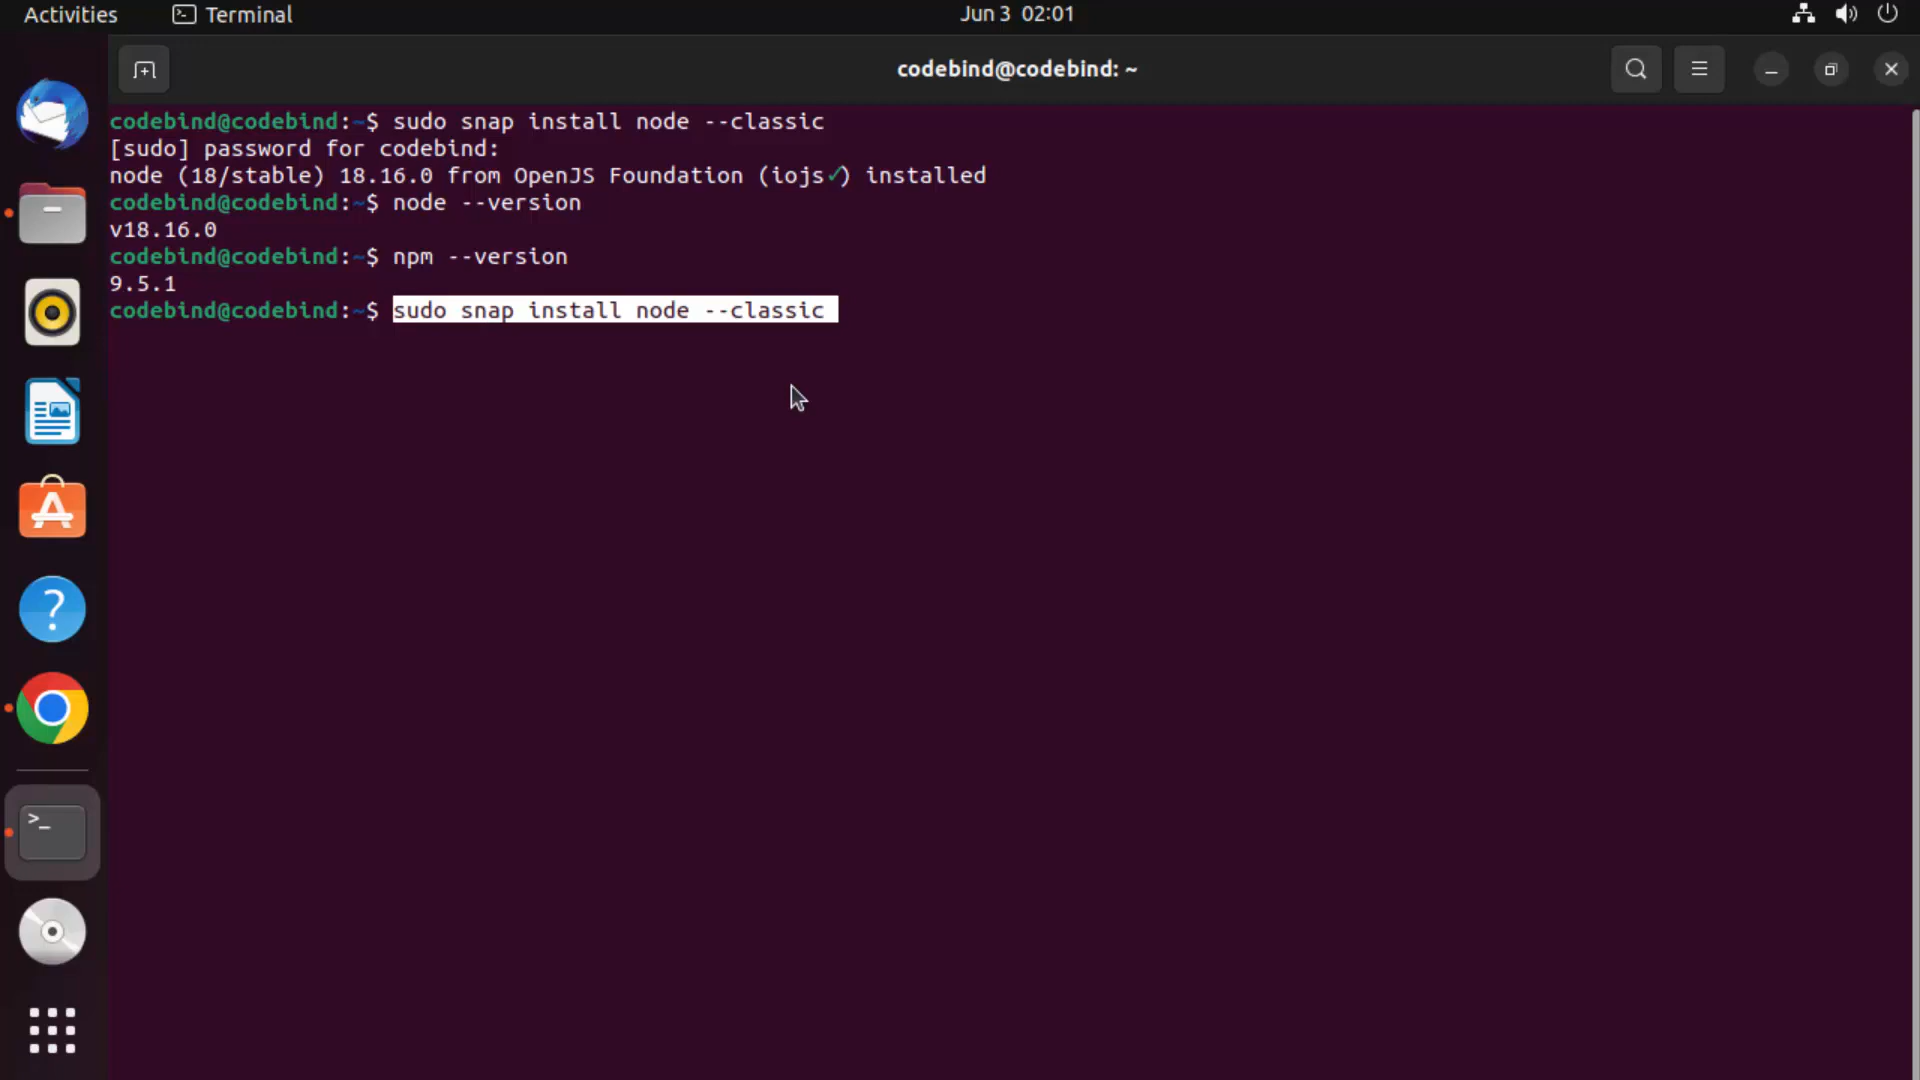 Activities Terminal Jun 3 02:01
codebind@codebind: ~
codebind@codebind:~$ sudo snap install node --classic
[sudo] password for codebind:
node (18/stable) 18.16.0 from OpenJS Foundation (iojs✓) installed
codebind@codebind:~$ node --version
v18.16.0
codebind@codebind:~$ npm --version
9.5.1
codebind@codebind:~$ sudo snap install node --classic